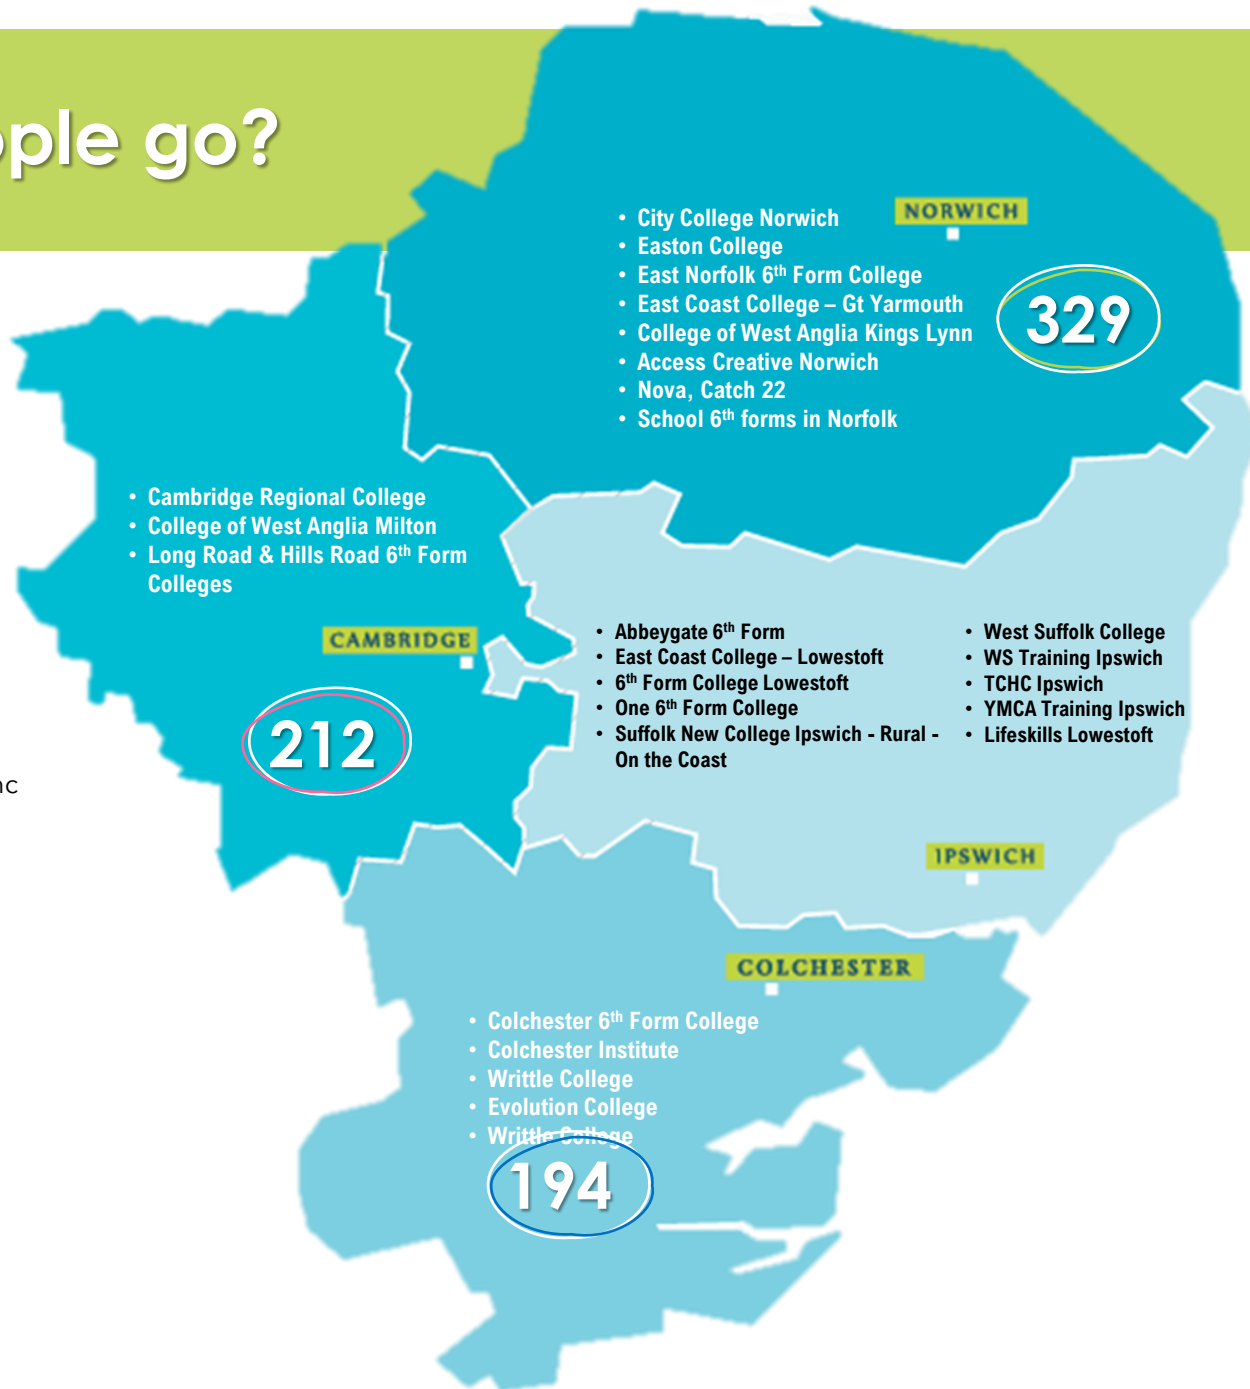 ople go?
NORWICH
• City College Norwich
• Easton College
• East Norfolk 6th Form College
• East Coast College – Gt Yarmouth
• College of West Anglia Kings Lynn
• Access Creative Norwich
• Nova, Catch 22
• School 6th forms in Norfolk
329
• Cambridge Regional College
• College of West Anglia Milton
• Long Road & Hills Road 6th Form
Colleges
CAMBRIDGE
212
nc
• Abbeygate 6th Form
• East Coast College – Lowestoft
• 6th Form College Lowestoft
• One 6th Form College
• Suffolk New College Ipswich - Rural -
On the Coast
• West Suffolk College
• WS Training Ipswich
• TCHC Ipswich
• YMCA Training Ipswich
• Lifeskills Lowestoft
IPSWICH
COLCHESTER
• Colchester 6th Form College
• Colchester Institute
• Writtle College
• Evolution College
• Writtle College
194